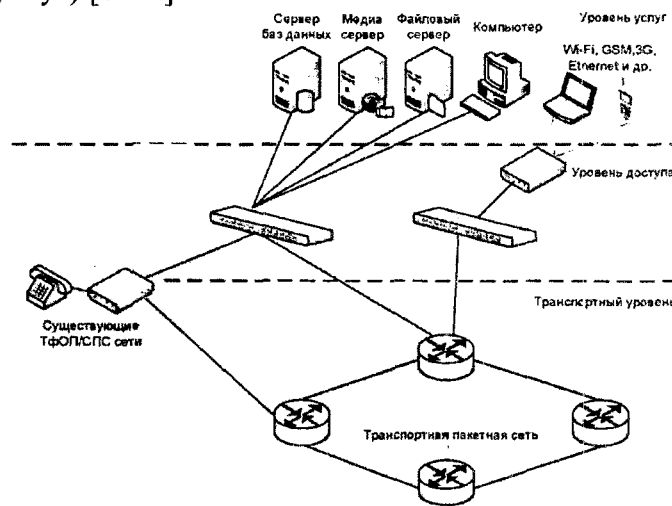 Сервер
баз данных
Медиа
сервер
Файловый
сервер
Компьютер
Уровень услуг
Wi-Fi, GSM,3G,
Etnernet и др.
Уровень доступа
Транспортный уровень
Существующие
ТфОП/СПС сети
Транспортная пакетная сеть